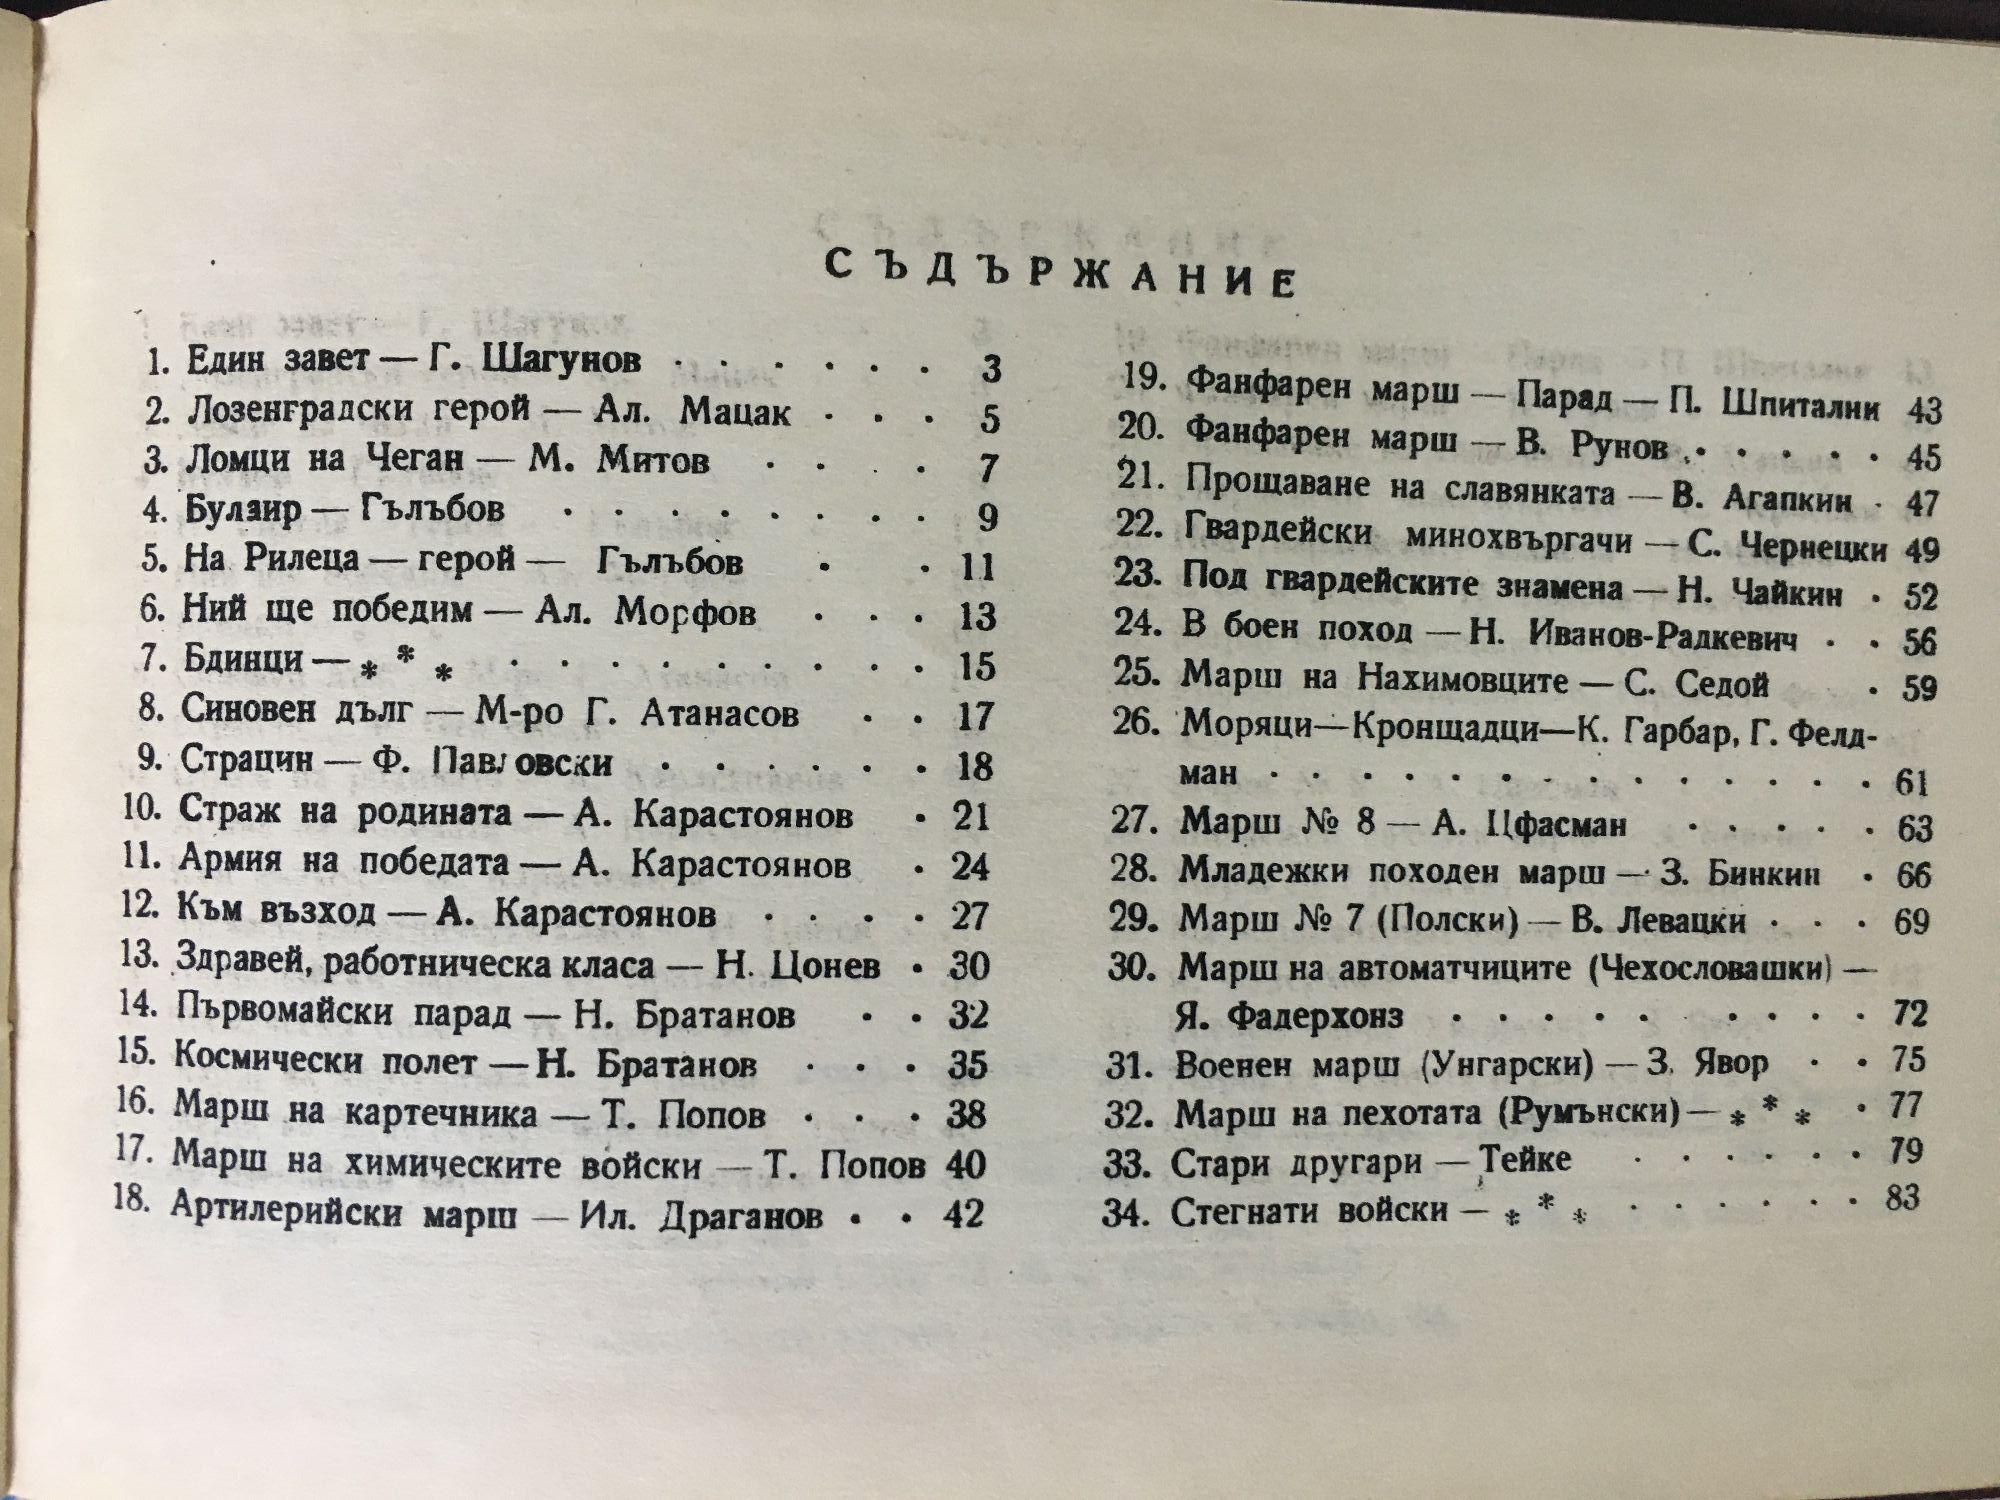 СЪДЪРЖАНИЕ
1. Един завет — Г. Шагунов . . . . . . 3
2. Лозенградски герой — Ал. Мацак . . . 5
3. Ломци на Чеган — М. Митов . . . . 7
4. Булаир — Гълъбов . . . . . . . . 9
5. На Рилеца — герой — Гълъбов . . 11
6. Ний ще победим — Ал. Морфов . . . 13
7. Бдинци — * * * . . . . . . . . . 15
8. Синовен дълг — М-ро Г. Атанасов . . 17
9. Страцин — Ф. Павловски . . . . . . 18
10. Страж на родината — А. Карастоянов . 21
11. Армия на победата — А. Карастоянов . 24
12. Към възход — А. Карастоянов . . . . 27
13. Здравей, работническа класа — Н. Цонев . 30
14. Първомайски парад — Н. Братанов . . 32
15. Космически полет — Н. Братанов . . . 35
16. Марш на картечника — Т. Попов . . . 38
17. Марш на химическите войски — Т. Попов 40
18. Артилерийски марш — Ил. Драганов . . 42
19. Фанфарен марш — Парад — П. Шпитални 43
20. Фанфарен марш — В. Рунов . . . . . 45
21. Прощаване на славянката — В. Агапкин . 47
22. Гвардейски минохвъргачи — С. Чернецки 49
23. Под гвардейските знамена — Н. Чайкин . 52
24. В боен поход — Н. Иванов-Радкевич . . 56
25. Марш на Нахимовците — С. Седой . 59
26. Моряци—Кронщадци—К. Гарбар, Г. Фелд-
ман . . . . . . . . . . . . . 61
27. Марш № 8 — А. Цфасман . . . . . 63
28. Младежки походен марш — З. Бинкин . 66
29. Марш № 7 (Полски) — В. Левацки . . . 69
30. Марш на автоматчиците (Чехословашки) —
Я. Фадерхонз . . . . . . . . . 72
31. Военен марш (Унгарски) — З. Явор . . 75
32. Марш на пехотата (Румънски) — * * * . 77
33. Стари другари — Тейке . . . . . . 79
34. Стегнати войски — * * * . . . . . . 83